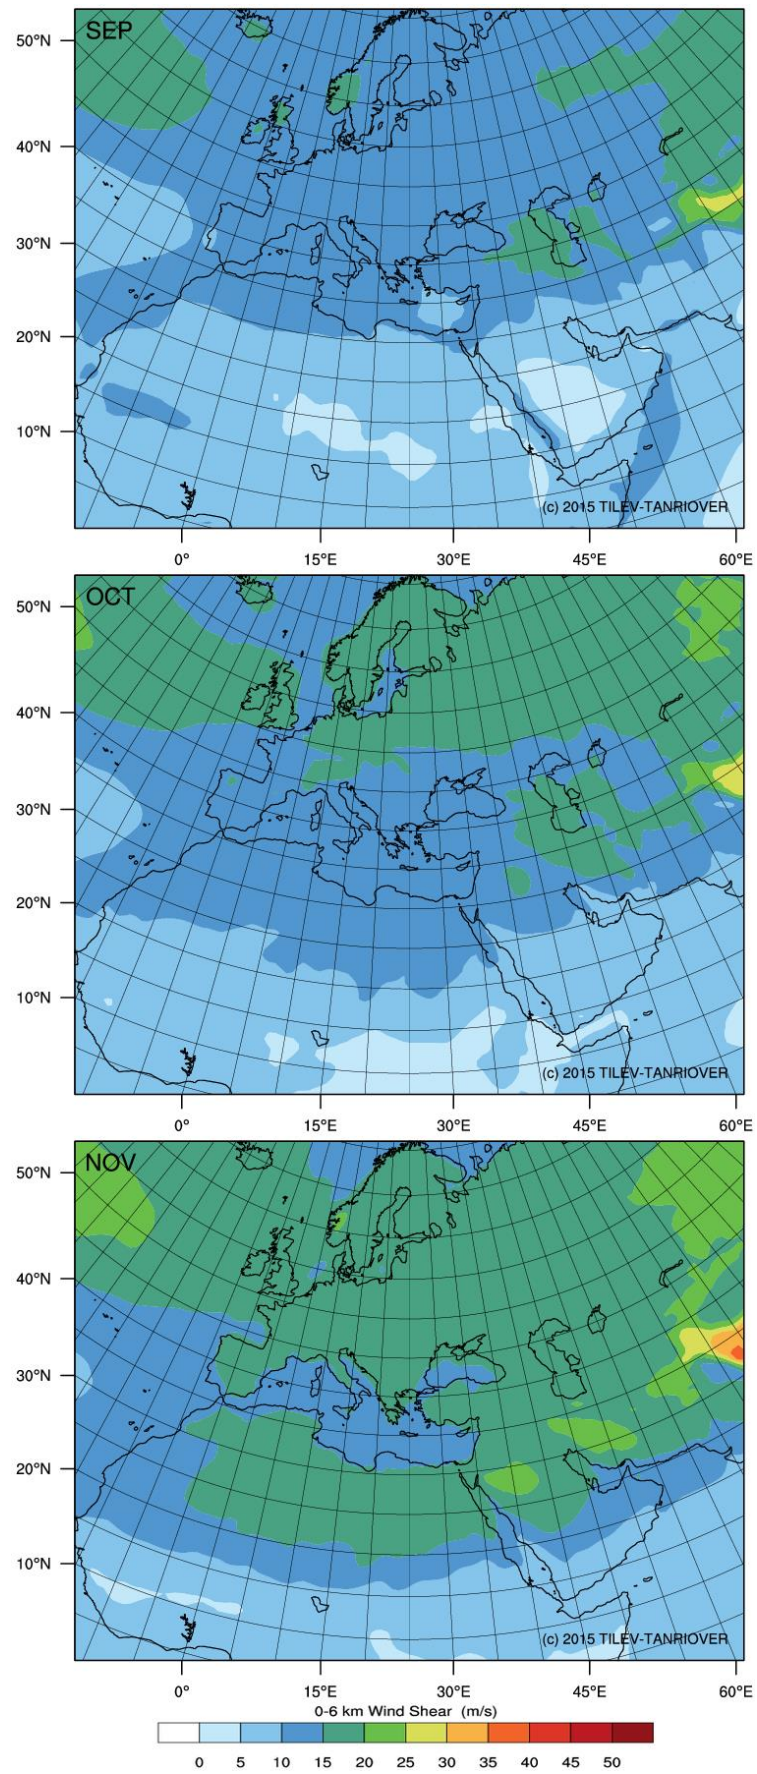 SEP
50°N
40°N
30°N
20°N
10°N
(c) 2015 TILEV-TANRIOVER
0° 15°E 30°E 45°E 60°E
OCT
50°N
40°N
30°N
20°N
10°N
(c) 2015 TILEV-TANRIOVER
0° 15°E 30°E 45°E 60°E
NOV
50°N
40°N
30°N
20°N
10°N
(c) 2015 TILEV-TANRIOVER
0° 15°E 30°E 45°E 60°E
0-6 km Wind Shear (m/s)
0 5 10 15 20 25 30 35 40 45 50